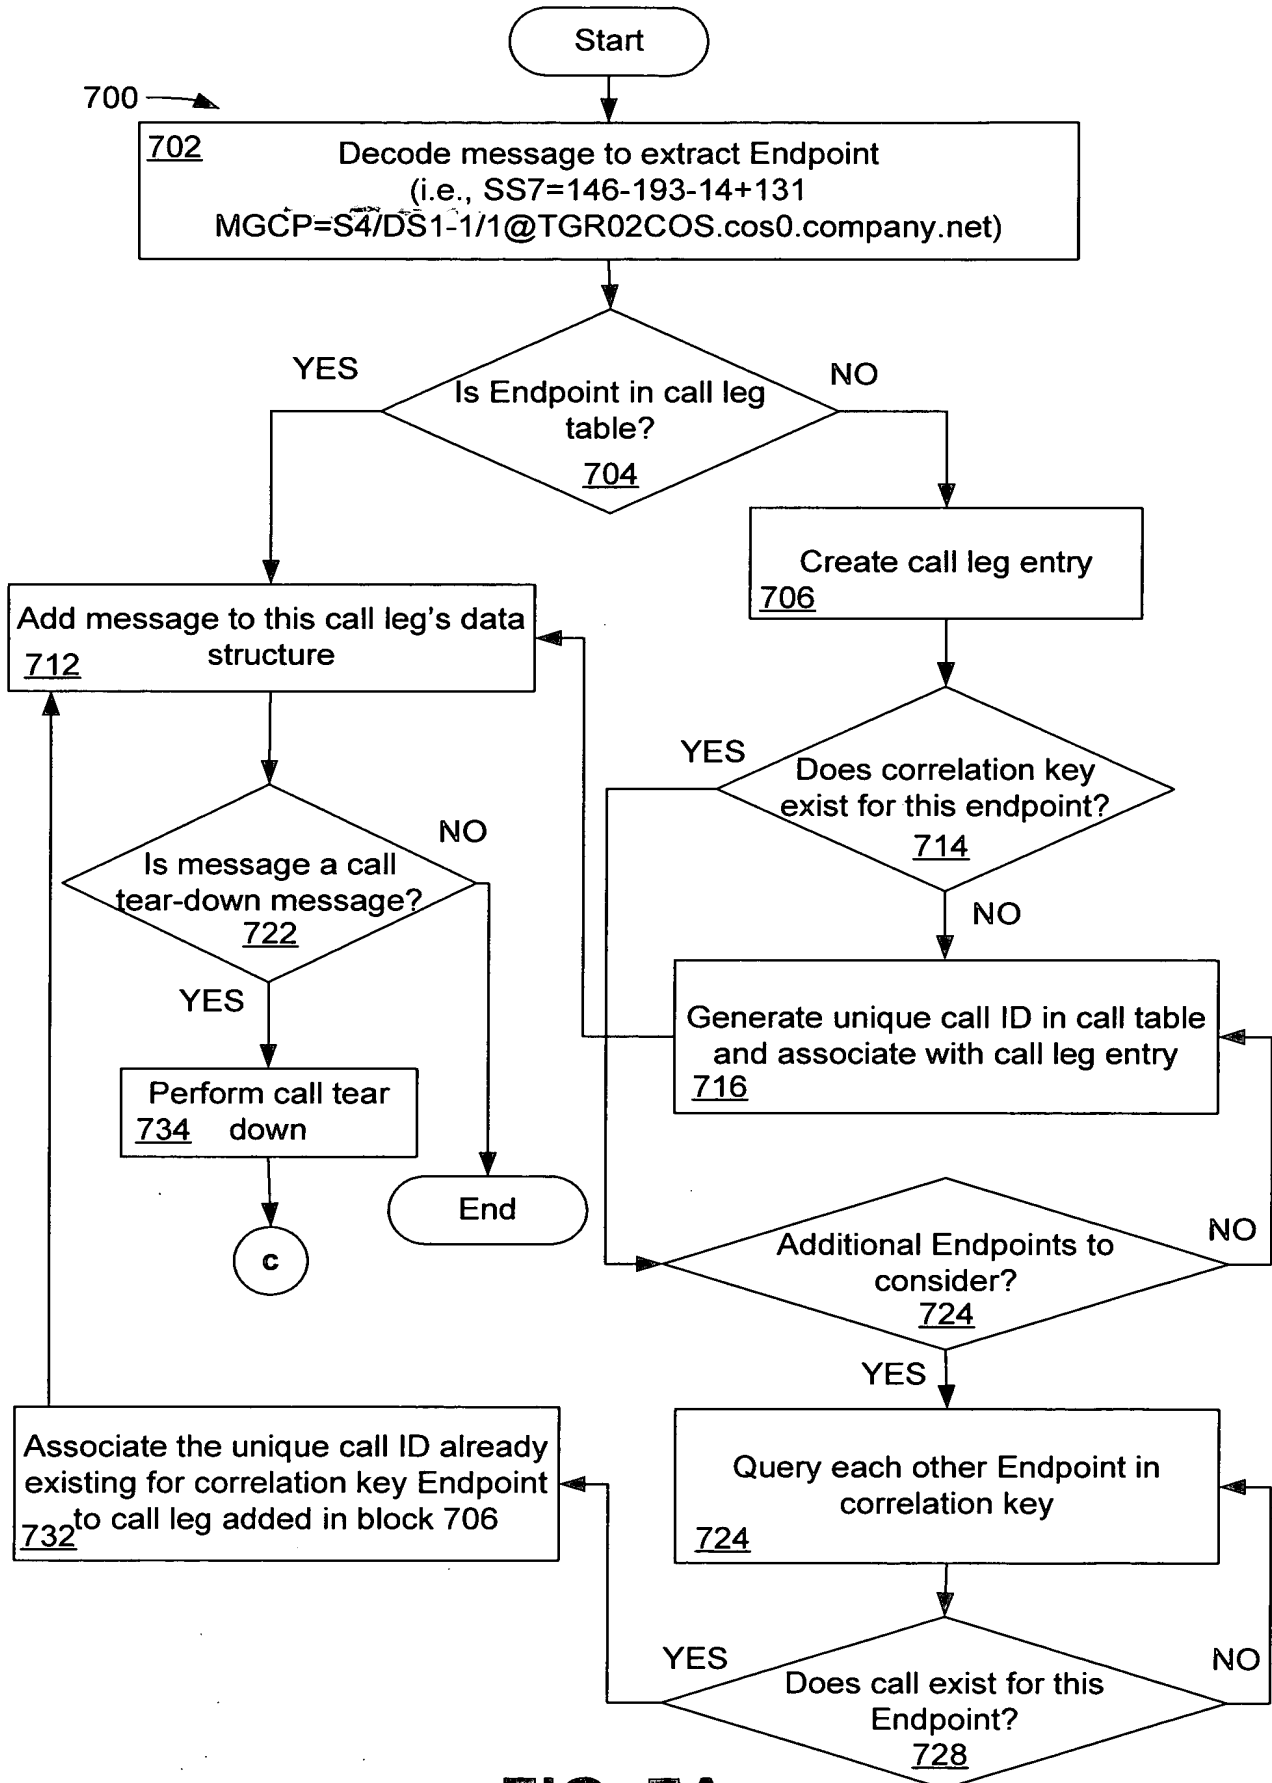 Start
700
702
Decode message to extract Endpoint
(i.e., SS7=146-193-14+131
MGCP=S4/DS1-1/1@TGR02COS.cos0.company.net)
YES
NO
Is Endpoint in call leg
table?
704
Create call leg entry
706
Add message to this call leg's data
structure
712
YES
Does correlation key
exist for this endpoint?
714
NO
NO
Is message a call
tear-down message?
722
YES
Generate unique call ID in call table
and associate with call leg entry
716
Perform call tear
down
734
End
c
Additional Endpoints to
consider?
724
NO
YES
Associate the unique call ID already
existing for correlation key Endpoint
to call leg added in block 706
732
Query each other Endpoint in
correlation key
724
YES
NO
Does call exist for this
Endpoint?
728